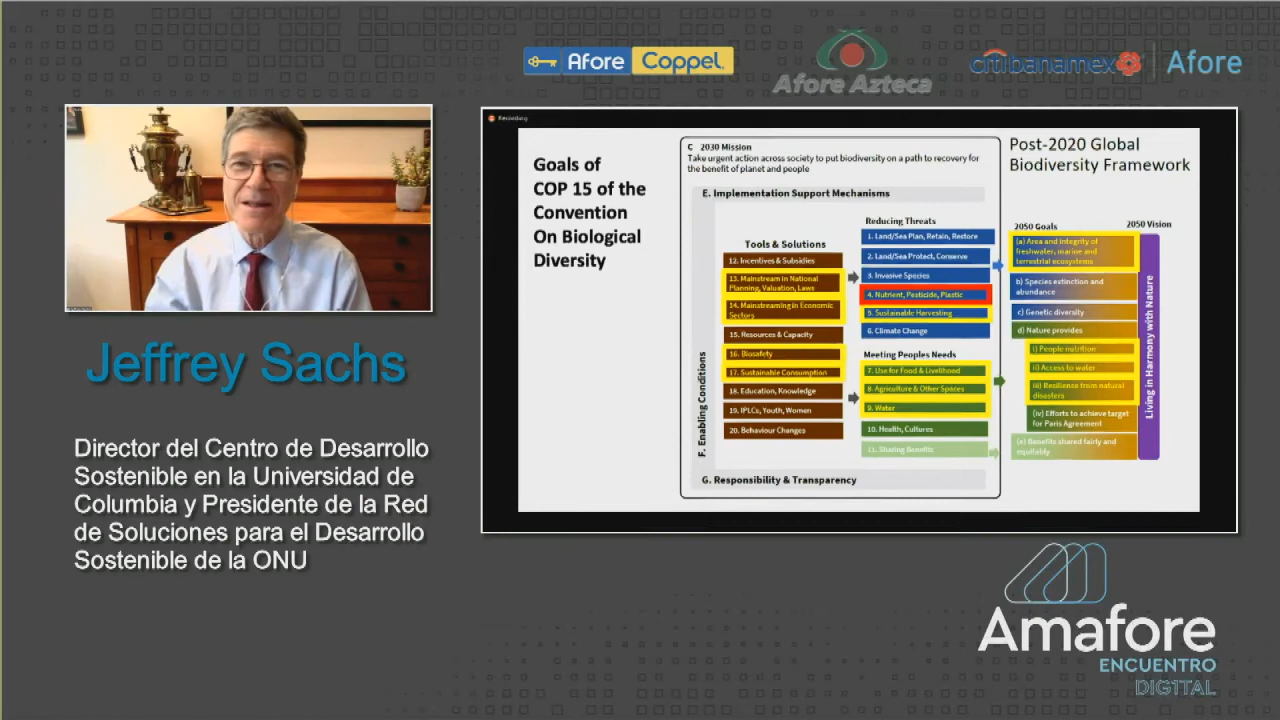 Afore Coppel
Afore Azteca
citibanamex Afore
Recording
Goals of
COP 15 of the
Convention
On Biological
Diversity
C 2030 Mission
Take urgent action across society to put biodiversity on a path to recovery for
the benefit of planet and people
E. Implementation Support Mechanisms
F. Enabling Conditions
Tools & Solutions
12. Incentives & Subsidies
13. Mainstream in National
Planning, Valuation, Laws
14. Mainstreaming in Economic
Sectors
15. Resources & Capacity
16. Biosafety
17. Sustainable Consumption
18. Education, Knowledge
19. IPLCs, Youth, Women
20. Behaviour Changes
Reducing Threats
1. Land/Sea Plan, Retain, Restore
2. Land/Sea Protect, Conserve
3. Invasive Species
4. Nutrient, Pesticide, Plastic
5. Sustainable Harvesting
6. Climate Change
Meeting Peoples Needs
7. Use for Food & Livelihood
8. Agriculture & Other Spaces
9. Water
10. Health, Cultures
11. Sharing Benefits
G. Responsibility & Transparency
Post-2020 Global
Biodiversity Framework
2050 Goals
2050 Vision
(a) Area and integrity of
freshwater, marine and
terrestrial ecosystems
b) Species extinction and
abundance
c) Genetic diversity
d) Nature provides
i) People nutrition
ii) Access to water
iii) Resilience from natural
disasters
(iv) Efforts to achieve target
for Paris Agreement
(e) Benefits shared fairly and
equitably
Living in Harmony with Nature
Jeffrey Sachs
Director del Centro de Desarrollo
Sostenible en la Universidad de
Columbia y Presidente de la Red
de Soluciones para el Desarrollo
Sostenible de la ONU
Amafore
ENCUENTRO
DIG1TAL